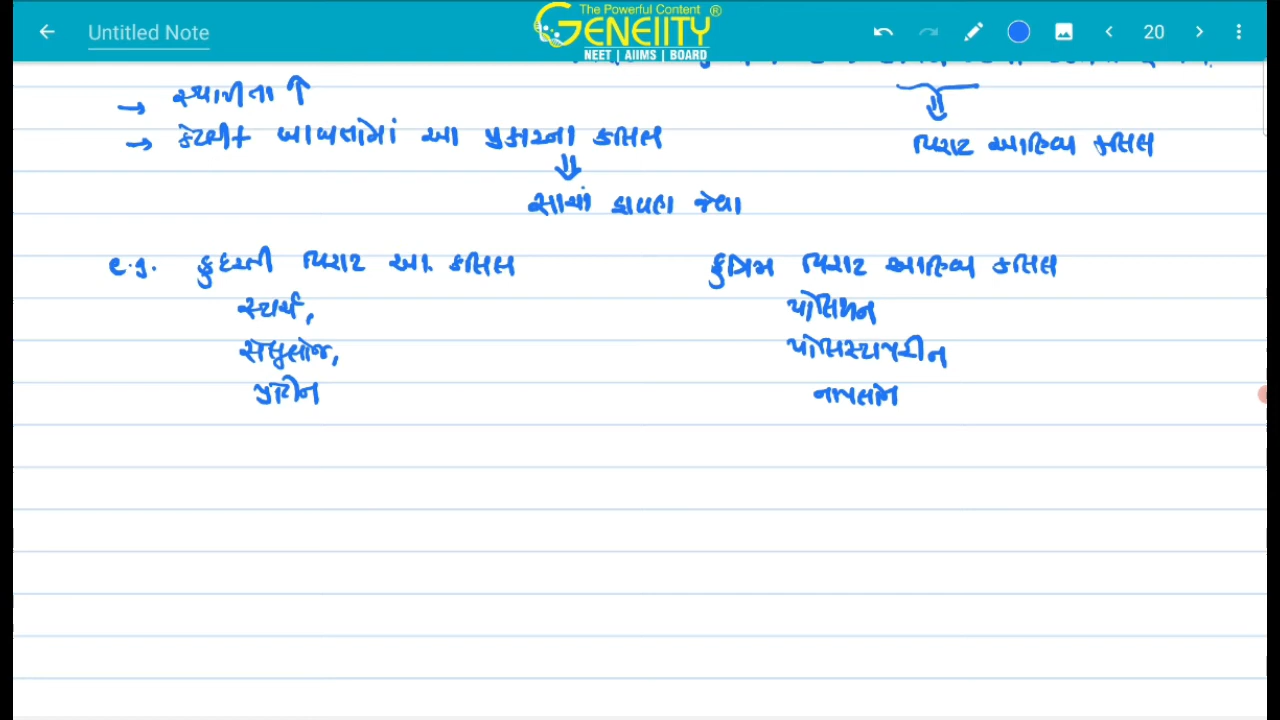 The Powerful Content
Untitled Note
GENEIITY®
20
NEET | AIIMS | BOARD
→ સ્થાયીતા ↑
→ કેટલીક બાબતોમાં આ પ્રકારના કલિલ
વિરાટ આણ્વિય કલિલ
સાચાં દ્રાવણ જેવા
e.g. કુદરતી વિરાટ આ. કલિલ
કૃત્રિમ વિરાટ આણ્વિય કલિલ
સ્ટાર્ચ,
પોલિથિન
સેલ્યુલોજ,
પોલિસ્ટાયરીન
પ્રોટીન
નાયલોન